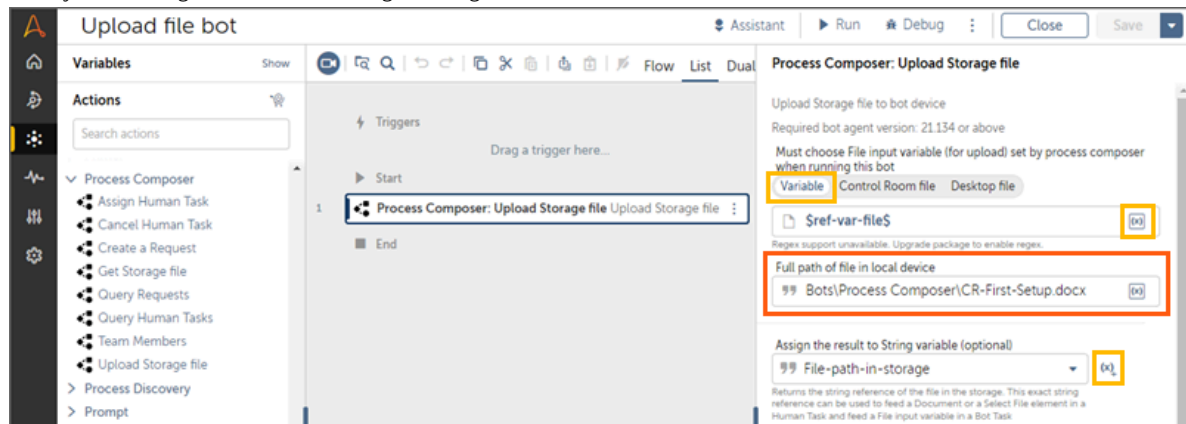 Upload file bot
Assistant
Run
Debug
Close
Save
Variables
Show
Flow
List
Dual
Process Composer: Upload Storage file
Actions
Search actions
Process Composer
Assign Human Task
Cancel Human Task
Create a Request
Get Storage file
Query Requests
Query Human Tasks
Team Members
Upload Storage file
Process Discovery
Prompt
Triggers
Drag a trigger here...
Start
1
Process Composer: Upload Storage file Upload Storage file
End
Upload Storage file to bot device
Required bot agent version: 21.134 or above
Must choose File input variable (for upload) set by process composer
when running this bot
Variable
Control Room file
Desktop file
$ref-var-file$
(x)
Regex support unavailable. Upgrade package to enable regex.
Full path of file in local device
Bots\Process Composer\CR-First-Setup.docx
(x)
Assign the result to String variable (optional)
File-path-in-storage
(x)
Returns the string reference of the file in the storage. This exact string
reference can be used to feed a Document or a Select File element in a
Human Task and feed a File input variable in a Bot Task